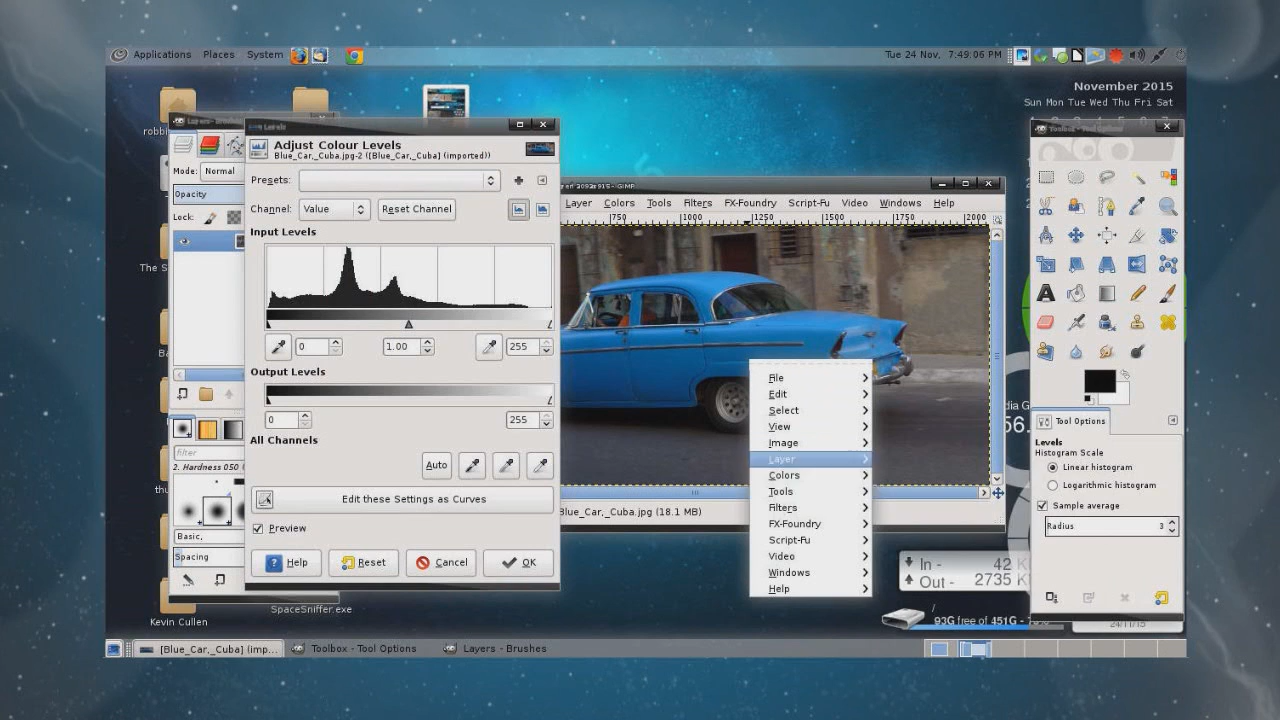 Applications Places System
Tue 24 Nov, 7:49:06 PM
November 2015
Sun Mon Tue Wed Thu Fri Sat
Levels
Adjust Colour Levels
Blue_Car,_Cuba.jpg-2 ([Blue_Car,_Cuba] (imported))
Presets:
Channel: Value Reset Channel
Input Levels
0 1.00 255
Output Levels
0 255
All Channels
Auto
Edit these Settings as Curves
Preview
Help Reset Cancel OK
Mode: Normal
Opacity
Lock:
filter
2. Hardness 050
Basic,
Spacing
Layer Colors Tools Filters FX-Foundry Script-Fu Video Windows Help
750 1000 1250 1500 1750 2000
File
Edit
Select
View
Image
Layer
Colors
Tools
Filters
FX-Foundry
Script-Fu
Video
Windows
Help
Blue_Car,_Cuba.jpg (18.1 MB)
Toolbox - Tool Options
Tool Options
Levels
Histogram Scale
Linear histogram
Logarithmic histogram
Sample average
Radius 3
In - 42
Out - 2735
/
93G free of 451G -
24/11/15
The S
SpaceSniffer.exe
Kevin Cullen
[Blue_Car,_Cuba] (imp... Toolbox - Tool Options Layers - Brushes